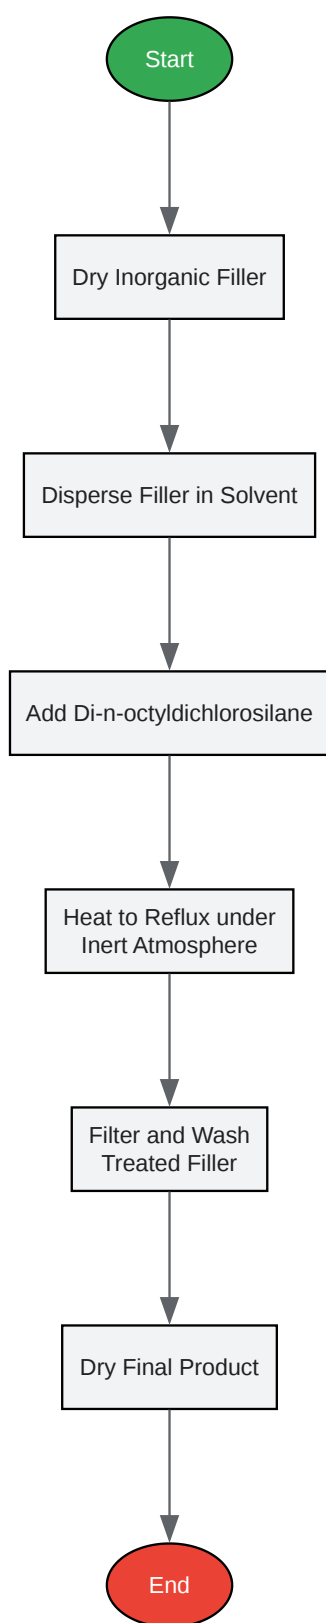 Start
Dry Inorganic Filler
Disperse Filler in Solvent
Add Di-n-octyldichlorosilane
Heat to Reflux under
Inert Atmosphere
Filter and Wash
Treated Filler
Dry Final Product
End